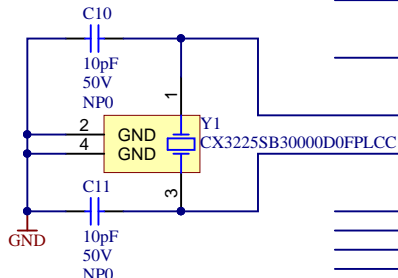 C10
10pF
50V
NP0
1
Y1
2
GND
CX3225SB30000D0FPLCC
4
GND
3
C11
10pF
50V
NP0
GND